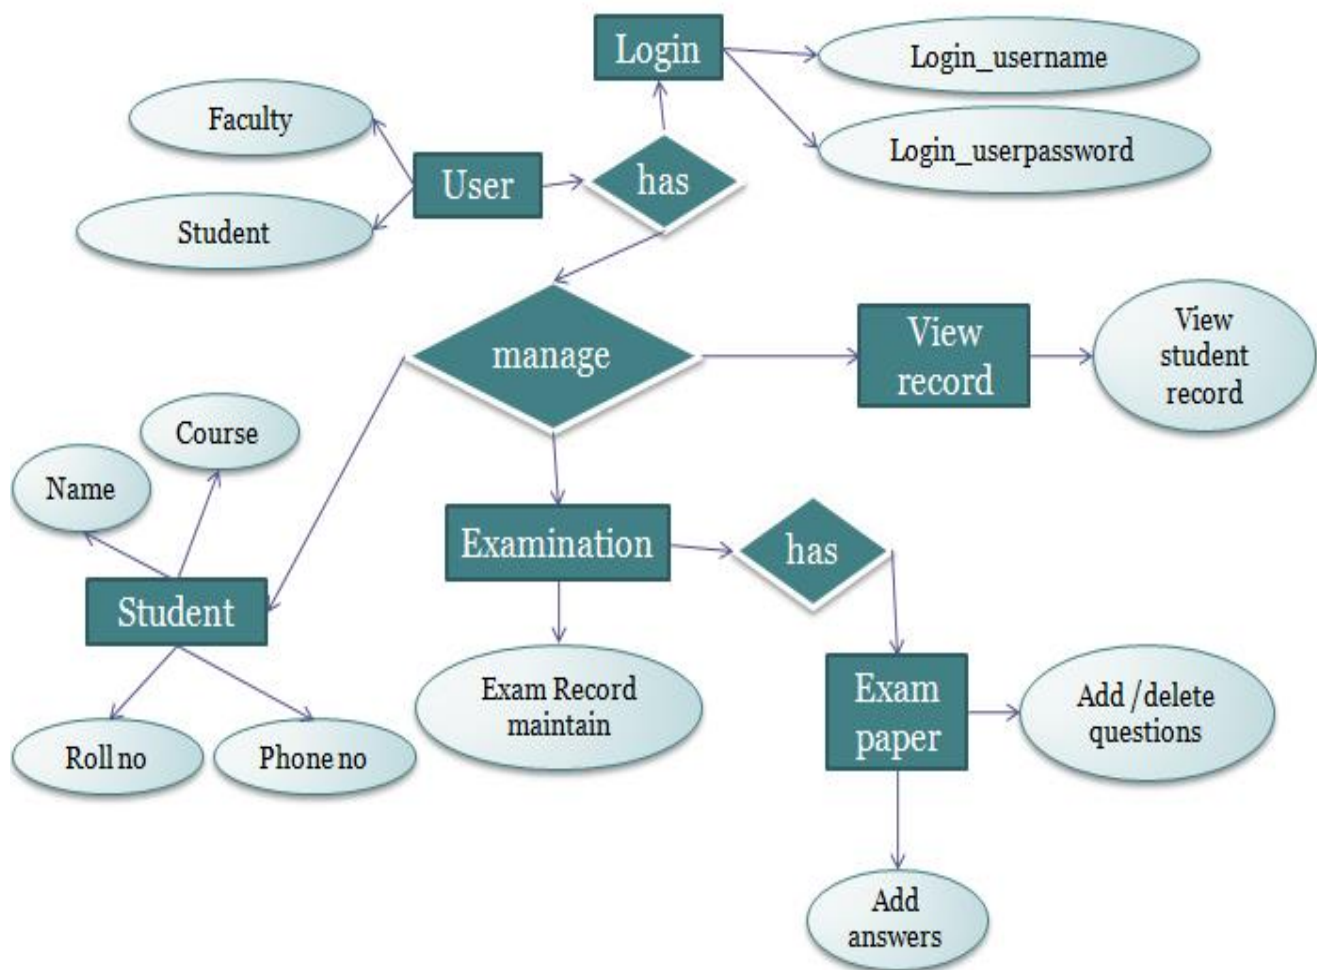 Login
Login_username
Faculty
Login_userpassword
User
has
Student
View
record
View
student
record
manage
Course
Name
Examination
has
Student
Exam Record
maintain
Exam
paper
Add /delete
questions
Roll no
Phone no
Add
answers